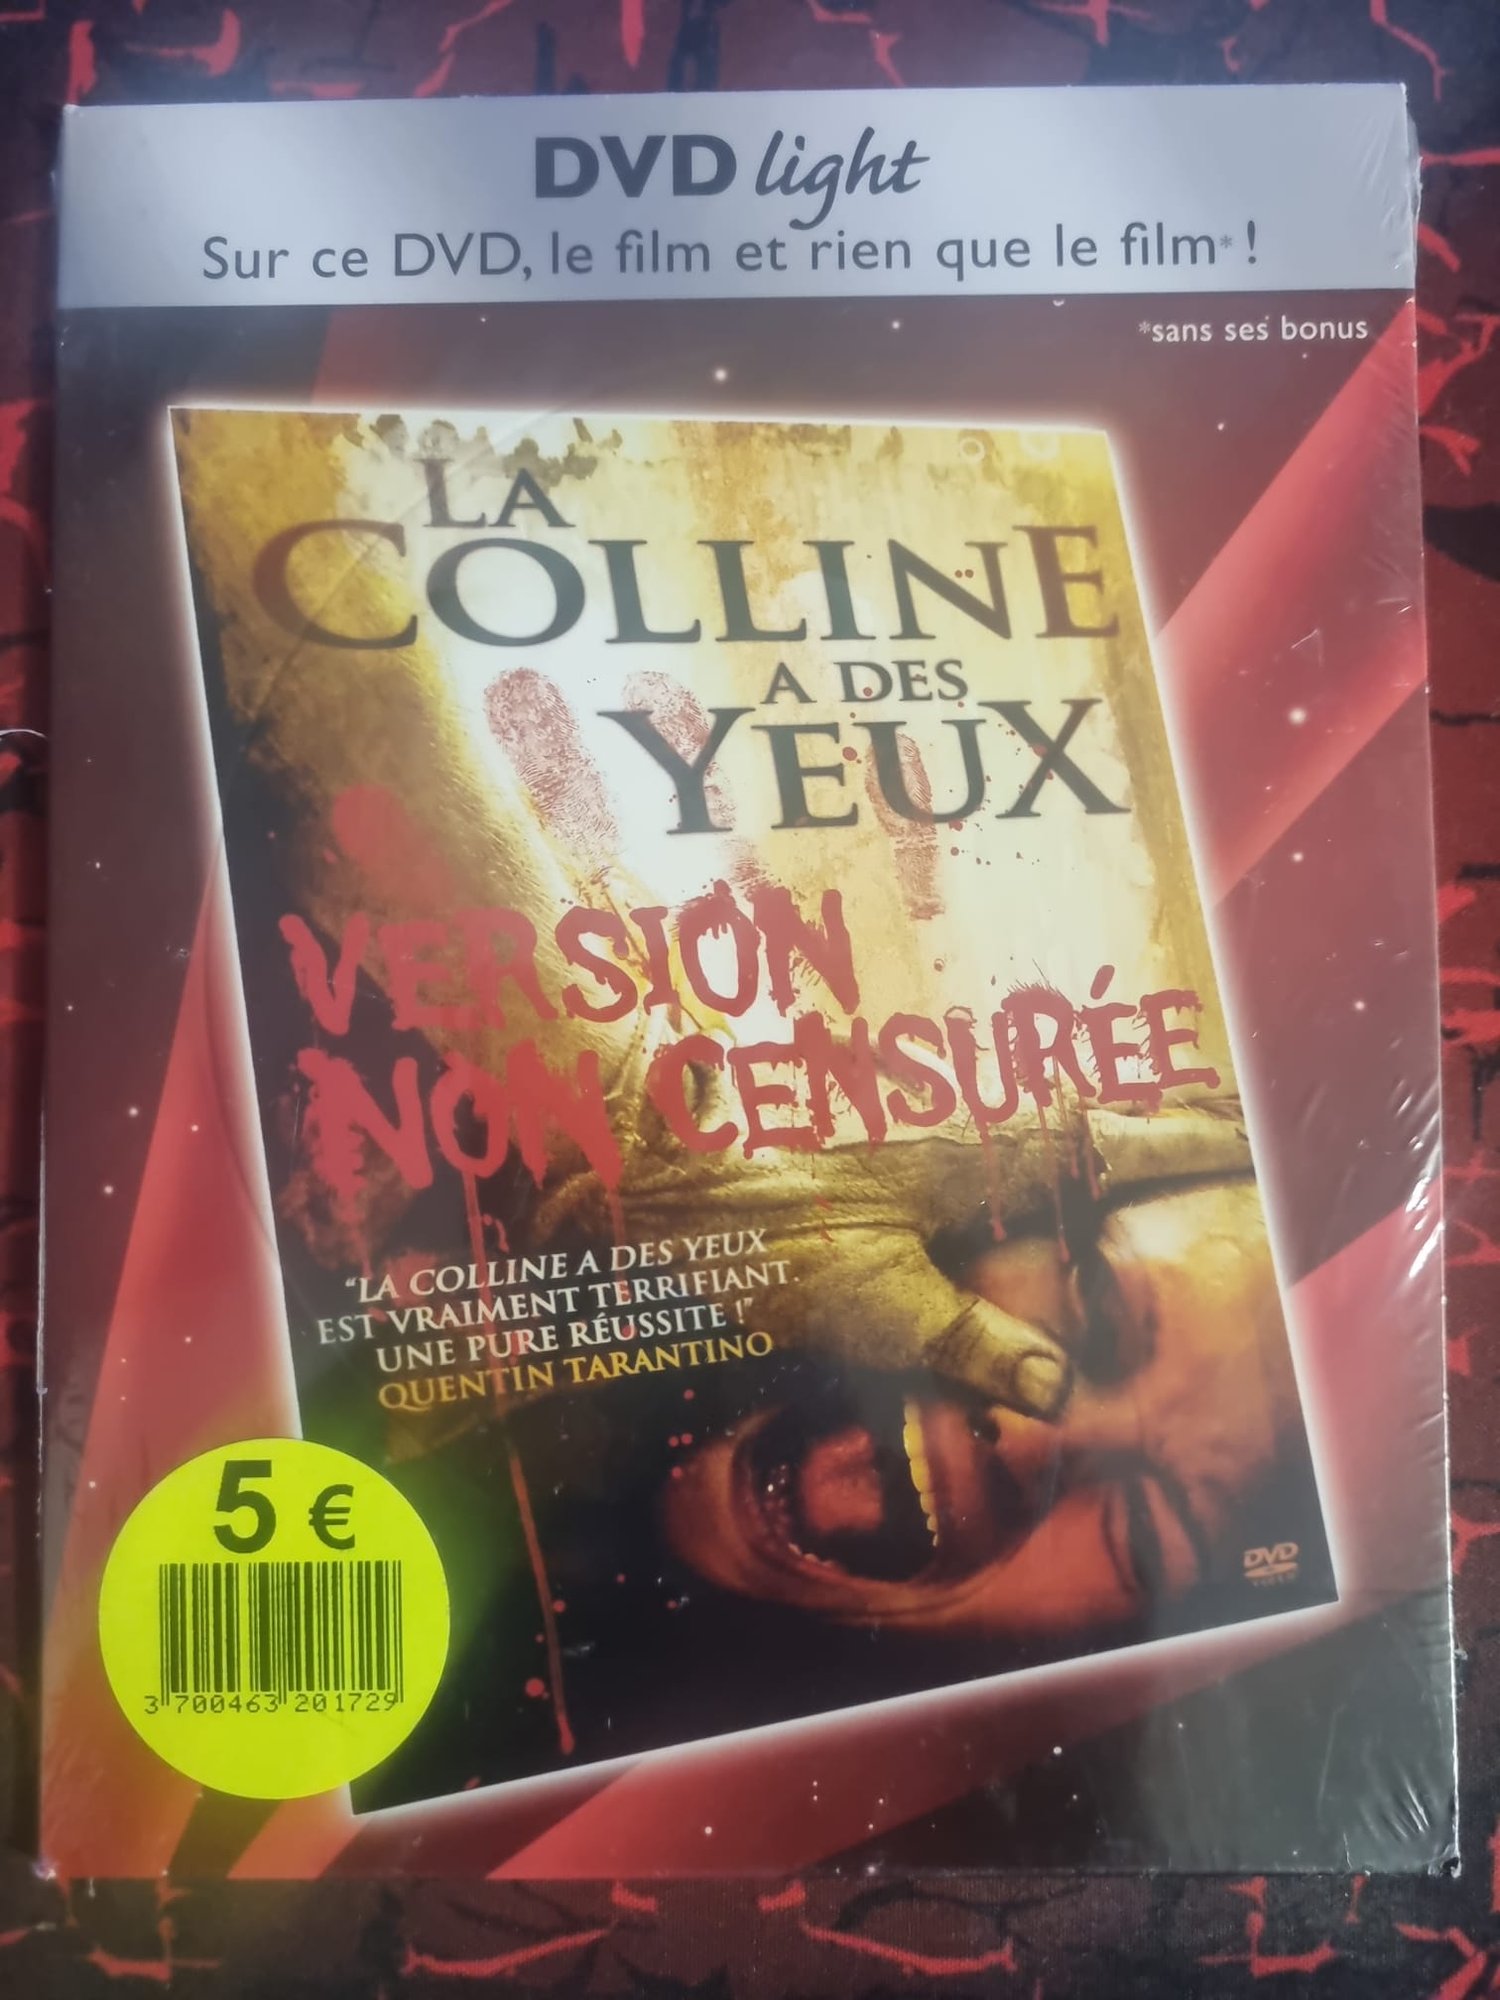 DVD light
Sur ce DVD, le film et rien que le film* !
*sans ses bonus
LA
COLLINE
A DES
YEUX
VERSION
NON CENSURÉE
“LA COLLINE A DES YEUX
EST VRAIMENT TERRIFIANT.
UNE PURE RÉUSSITE !”
QUENTIN TARANTINO
5 €
3 700463 201729
DVD
VIDEO